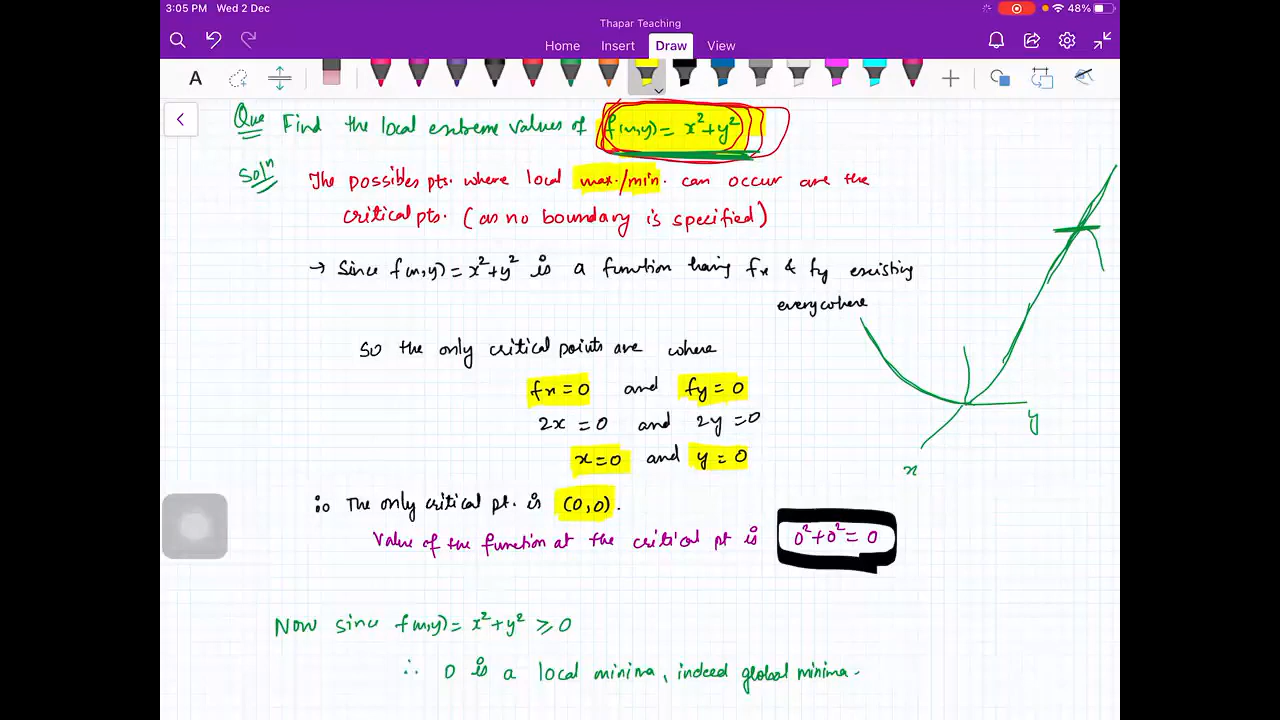 3:05 PM Wed 2 Dec
48%
Thapar Teaching
Home Insert Draw View
A
Que Find the local extreme values of f(x,y) = x²+y²
Solⁿ The possibles pts. where local max./min. can occur are the
critical pts. (as no boundary is specified)
→ Since f(x,y) = x²+y² is a function having fx & fy existing
everywhere
So the only critical points are where
fx = 0 and fy = 0
2x = 0 and 2y = 0
x = 0 and y = 0
y
x
∴ The only critical pt. is (0,0).
Value of the function at the critical pt is 0²+0² = 0
Now since f(x,y) = x²+y² ≥ 0
∴ 0 is a local minima, indeed global minima.